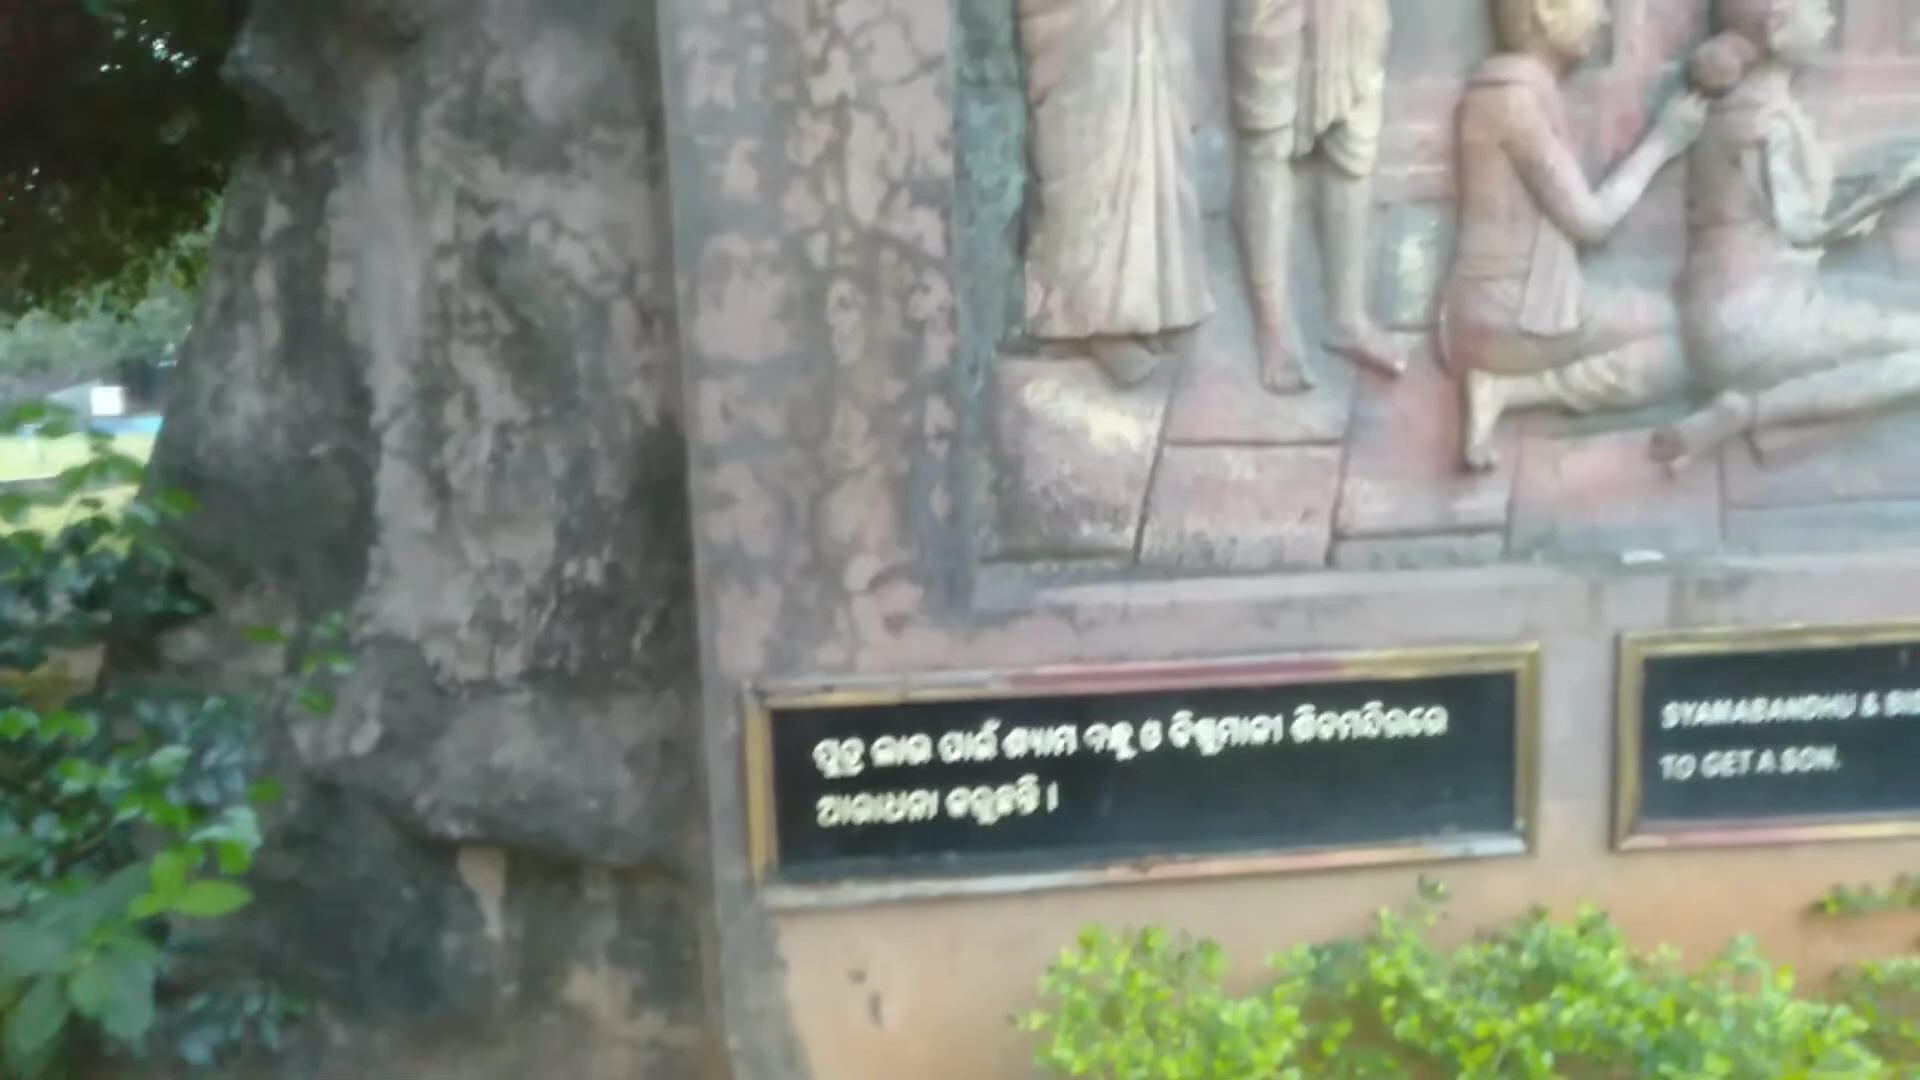 ପୁତ୍ର ଲାଭ ପାଇଁ ଶ୍ୟାମ ବନ୍ଧୁ ଓ ବିଷ୍ଣୁମାଳୀ ଶିବମନ୍ଦିରରେ
ଆରାଧନା କରୁଛନ୍ତି ।
SYAMABANDHU &
TO GET A SON.